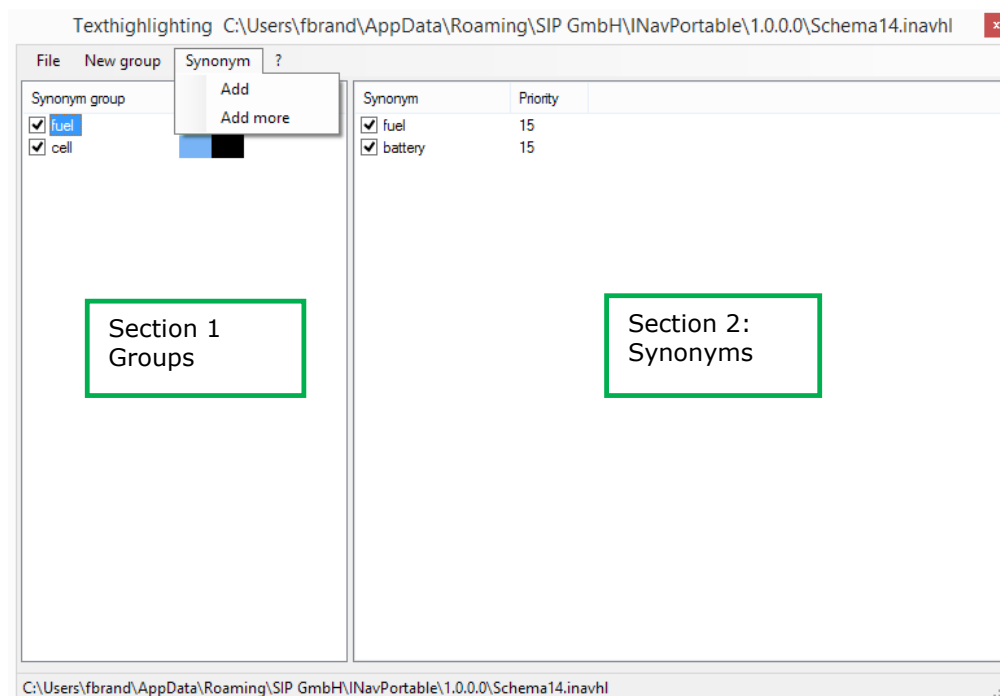 Texthighlighting C:\Users\fbrand\AppData\Roaming\SIP GmbH\INavPortable\1.0.0.0\Schema14.inavhl x
File New group Synonym ?
Add
Add more
Synonym group
fuel
cell
Synonym Priority
fuel 15
battery 15
Section 1
Groups
Section 2:
Synonyms
C:\Users\fbrand\AppData\Roaming\SIP GmbH\INavPortable\1.0.0.0\Schema14.inavhl